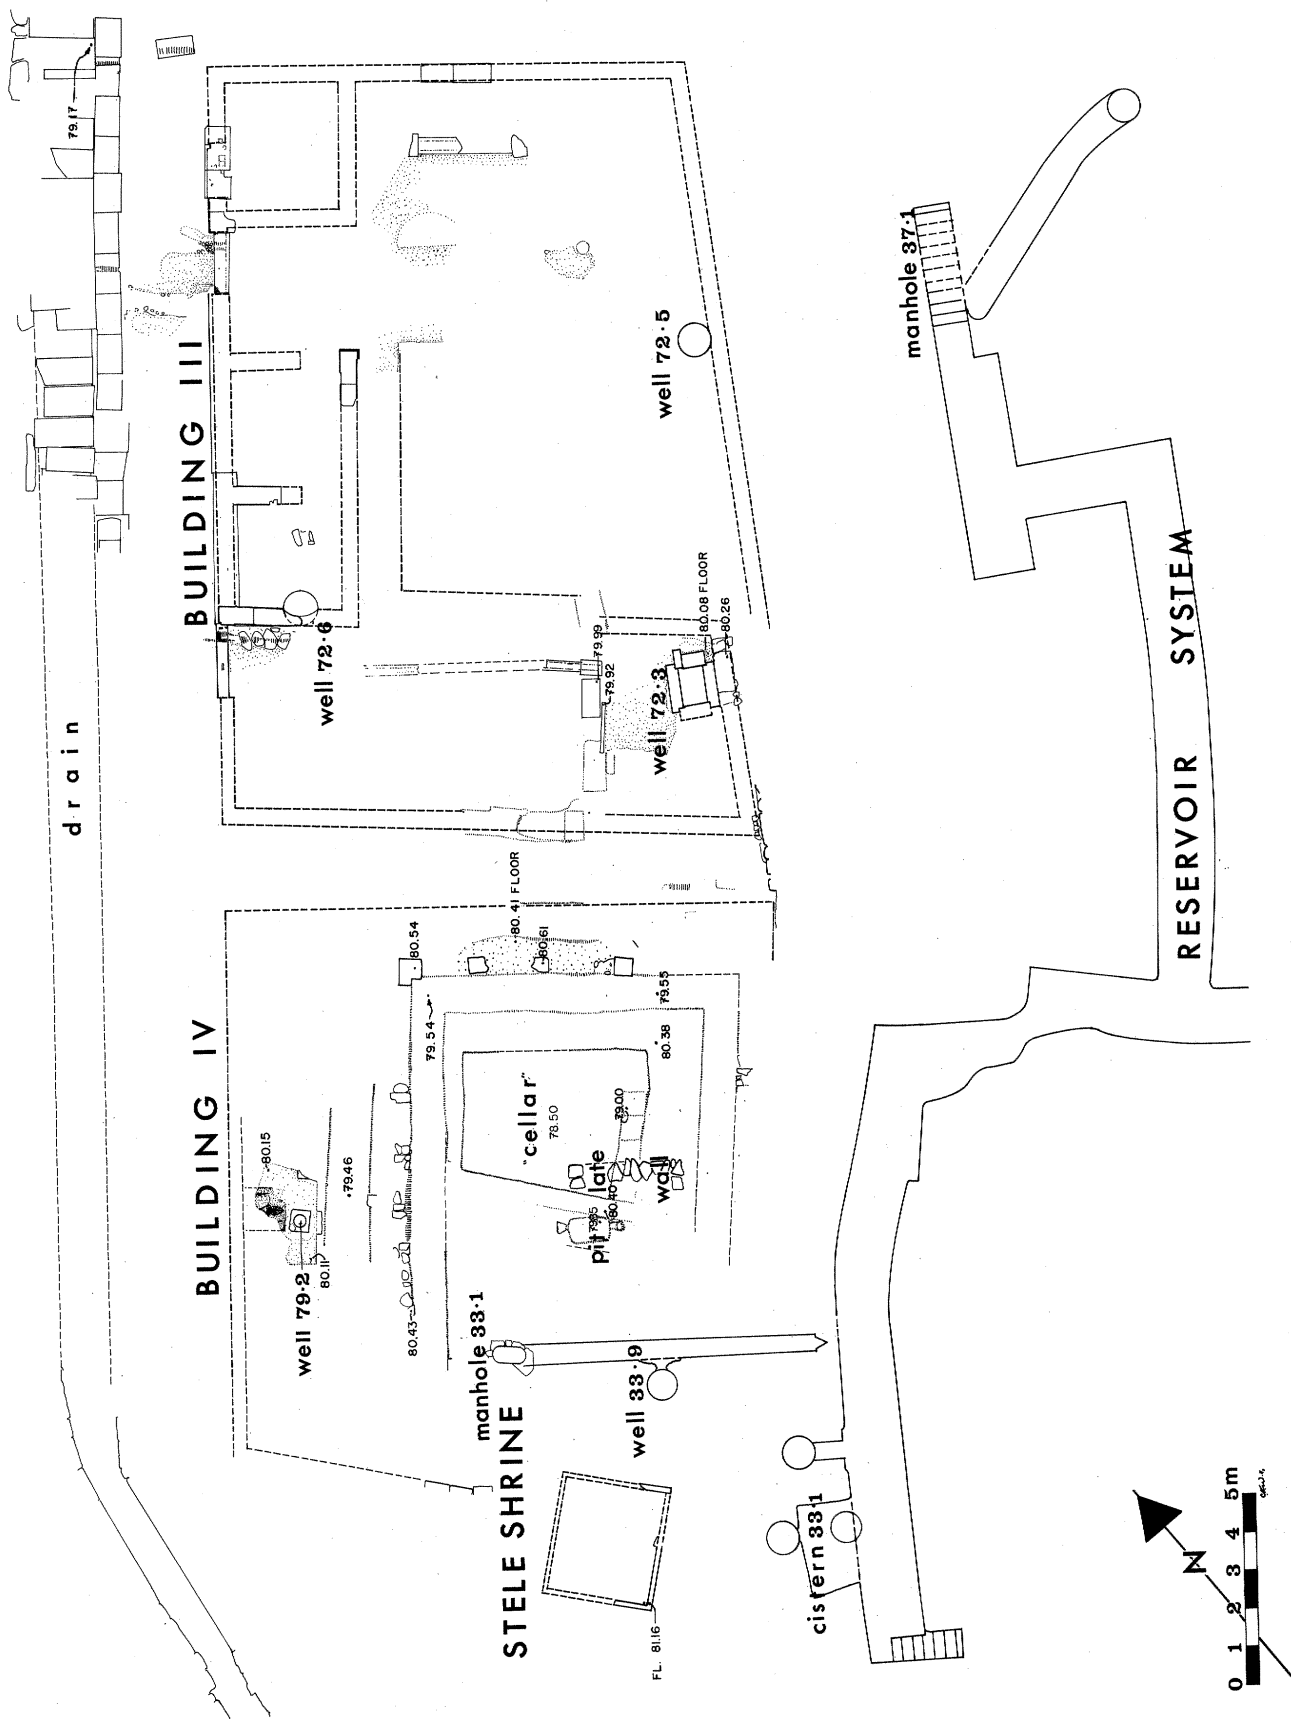 79.17
manhole 37·1
BUILDING III
well 72·5
drain
well 72·6
79.99
79.92
80.08 FLOOR
80.26
well 72·3
RESERVOIR SYSTEM
80.41 FLOOR
80.54
80.61
79.54
79.55
80.38
BUILDING IV
"cellar"
78.50
79.00
80.15
79.46
late
wall
80.40
pit
well 79·2
80.11
80.43
manhole 33·1
well 33·9
STELE SHRINE
FL. 81.16
cistern 33·1
N
0 1 2 3 4 5m